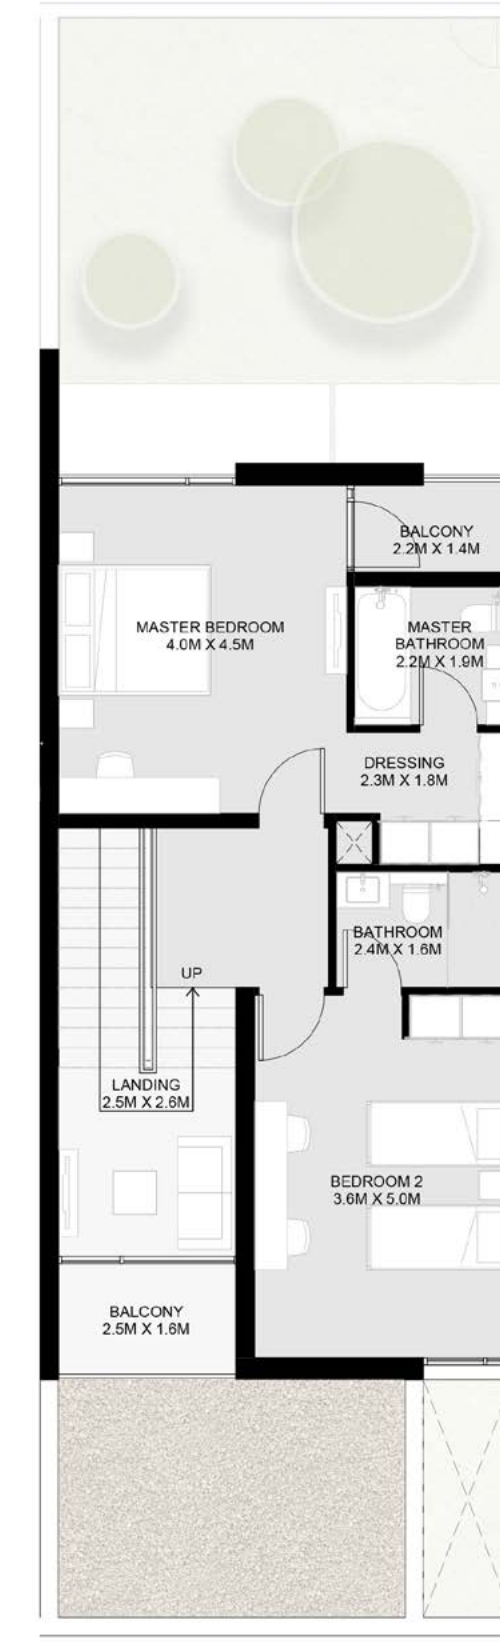 BALCONY
2.2M X 1.4M
MASTER BEDROOM
4.0M X 4.5M
MASTER
BATHROOM
2.2M X 1.9M
DRESSING
2.3M X 1.8M
BATHROOM
2.4M X 1.6M
UP
LANDING
2.5M X 2.6M
BEDROOM 2
3.6M X 5.0M
BALCONY
2.5M X 1.6M